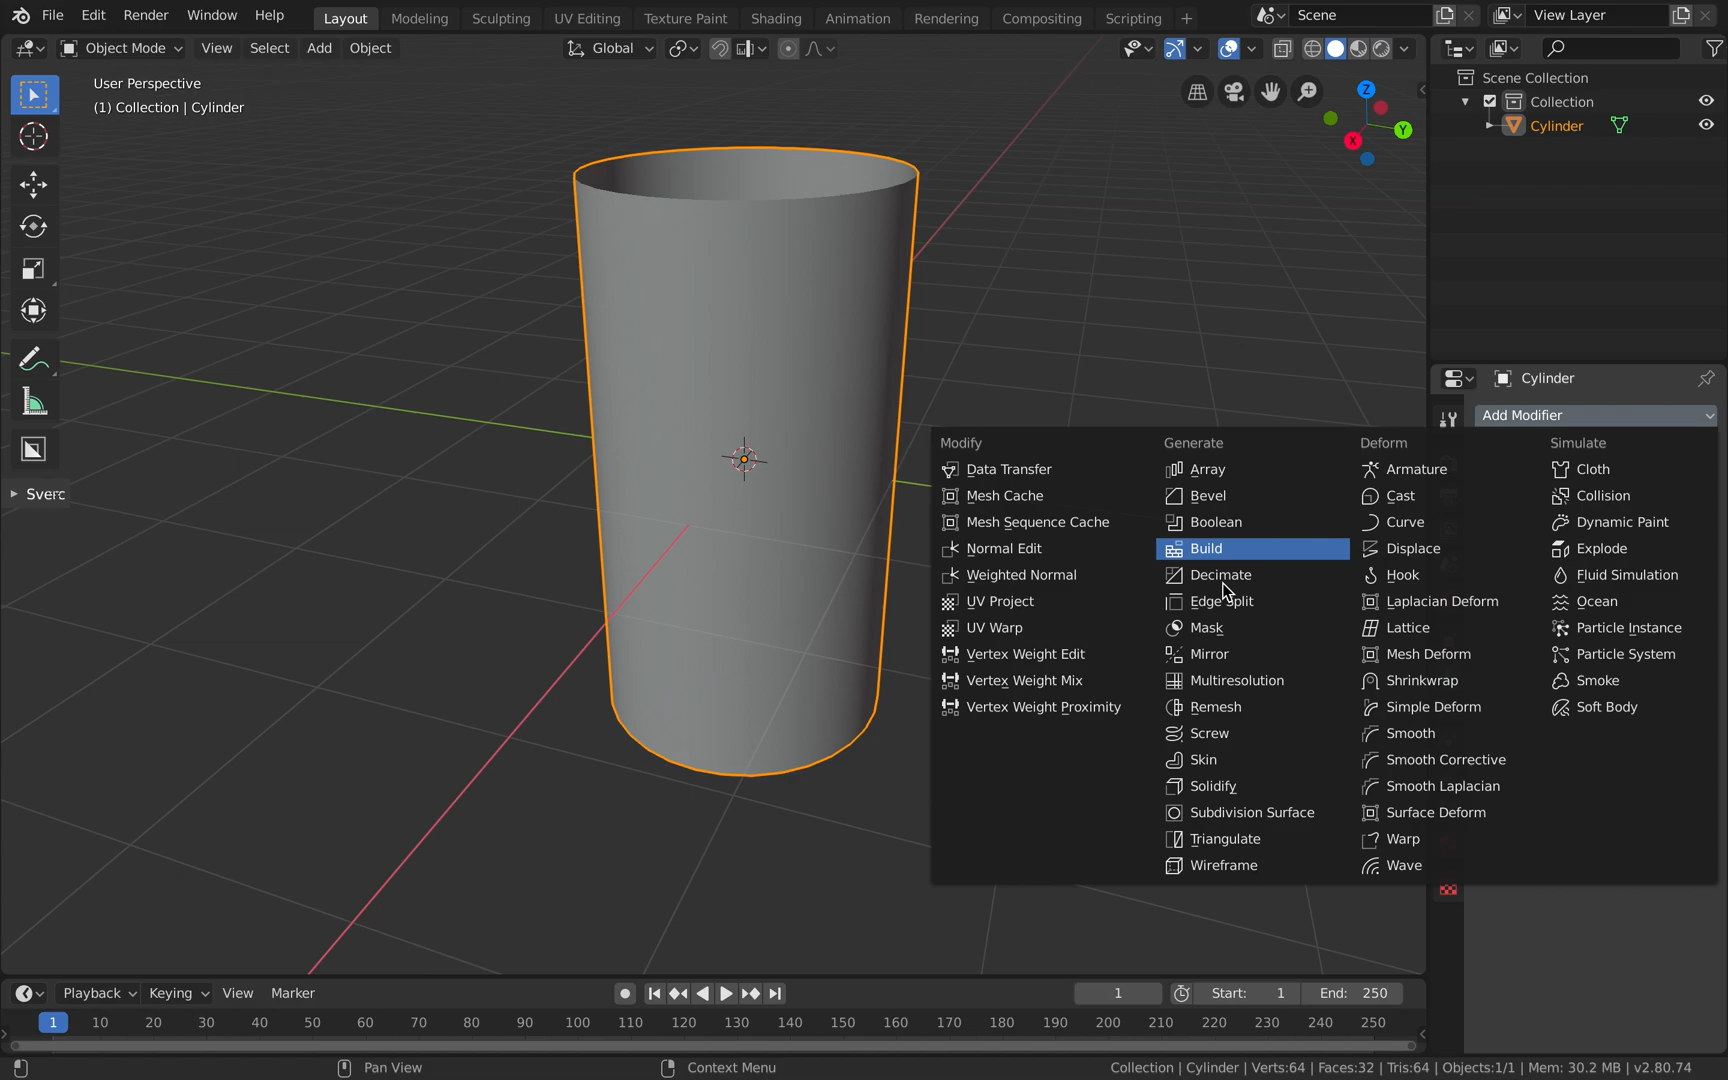 File Edit Render Window Help Layout Modeling Sculpting UV Editing Texture Paint Shading Animation Rendering Compositing Scripting + Scene View Layer
Object Mode View Select Add Object Global
User Perspective
(1) Collection | Cylinder
Z
Y
X
Sverc
Scene Collection
Collection
Cylinder
Cylinder
Add Modifier
Modify
Data Transfer
Mesh Cache
Mesh Sequence Cache
Normal Edit
Weighted Normal
UV Project
UV Warp
Vertex Weight Edit
Vertex Weight Mix
Vertex Weight Proximity
Generate
Array
Bevel
Boolean
Build
Decimate
Edge Split
Mask
Mirror
Multiresolution
Remesh
Screw
Skin
Solidify
Subdivision Surface
Triangulate
Wireframe
Deform
Armature
Cast
Curve
Displace
Hook
Laplacian Deform
Lattice
Mesh Deform
Shrinkwrap
Simple Deform
Smooth
Smooth Corrective
Smooth Laplacian
Surface Deform
Warp
Wave
Simulate
Cloth
Collision
Dynamic Paint
Explode
Fluid Simulation
Ocean
Particle Instance
Particle System
Smoke
Soft Body
Playback Keying View Marker 1 Start: 1 End: 250
1 10 20 30 40 50 60 70 80 90 100 110 120 130 140 150 160 170 180 190 200 210 220 230 240 250
Pan View Context Menu Collection | Cylinder | Verts:64 | Faces:32 | Tris:64 | Objects:1/1 | Mem: 30.2 MB | v2.80.74